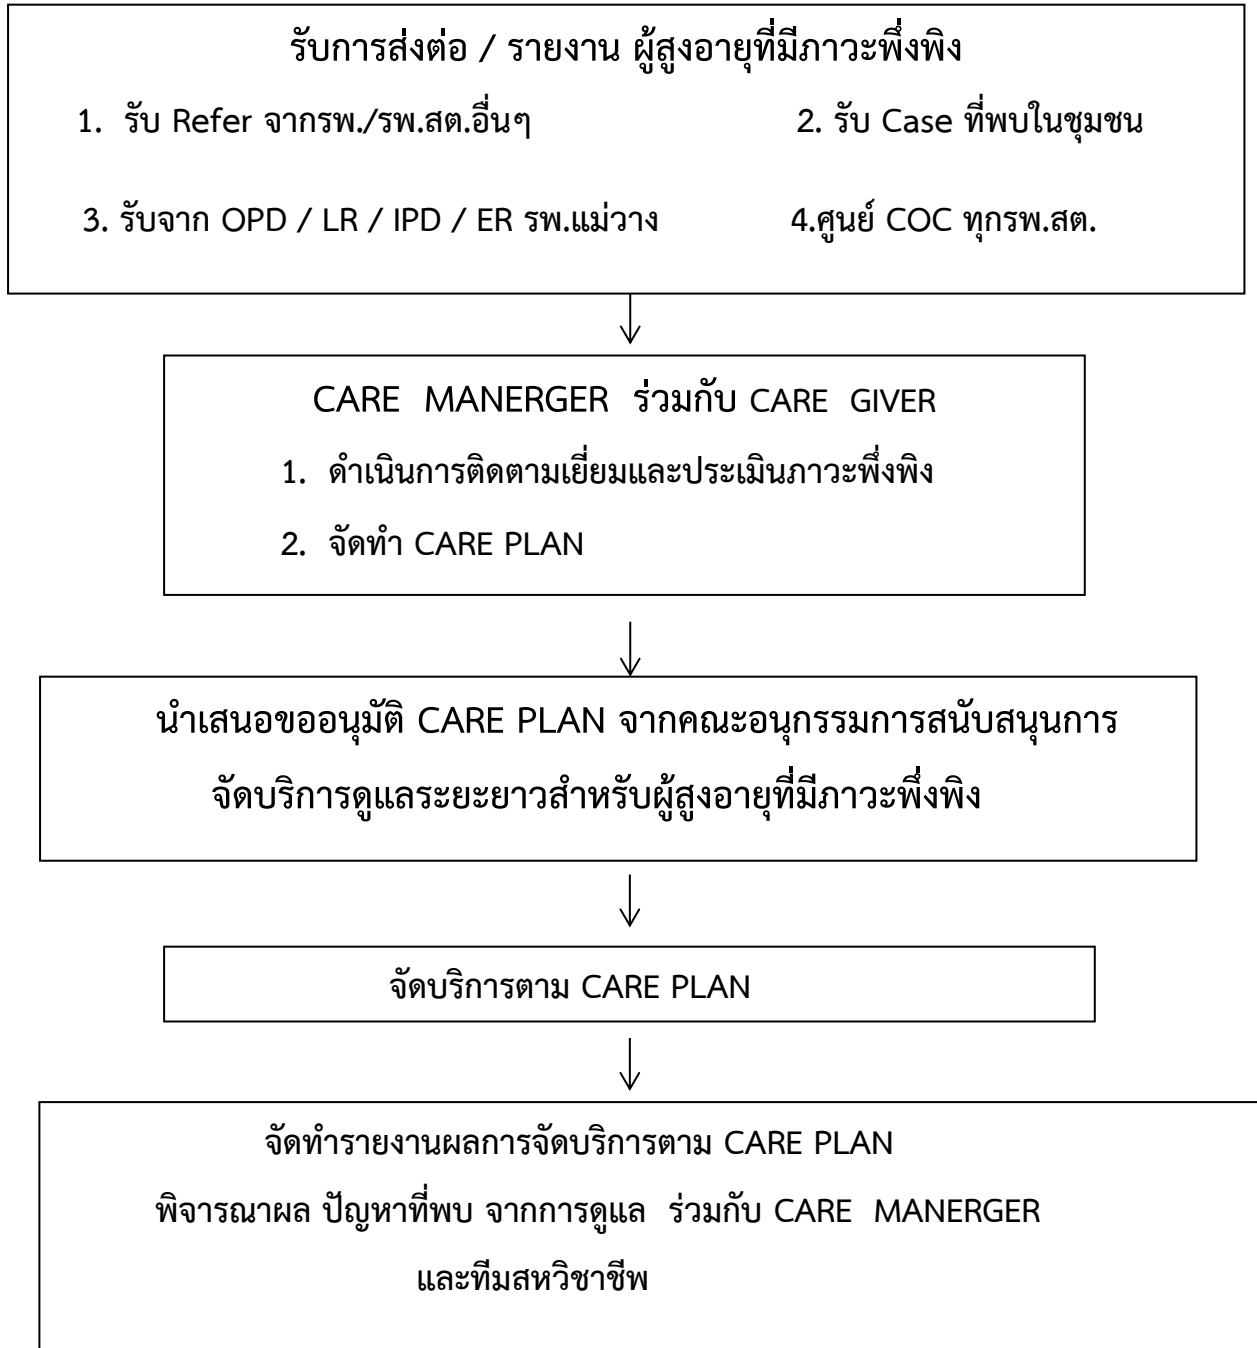 รับการส่งต่อ / รายงาน ผู้สูงอายุที่มีภาวะพึ่งพิง
1. รับ Refer จากรพ./รพ.สต.อื่นๆ 2. รับ Case ที่พบในชุมชน
3. รับจาก OPD / LR / IPD / ER รพ.แม่วาง 4.ศูนย์ COC ทุกรพ.สต.
CARE MANERGER ร่วมกับ CARE GIVER
1. ดำเนินการติดตามเยี่ยมและประเมินภาวะพึ่งพิง
2. จัดทำ CARE PLAN
นำเสนอขออนุมัติ CARE PLAN จากคณะอนุกรรมการสนับสนุนการ
จัดบริการดูแลระยะยาวสำหรับผู้สูงอายุที่มีภาวะพึ่งพิง
จัดบริการตาม CARE PLAN
จัดทำรายงานผลการจัดบริการตาม CARE PLAN
พิจารณาผล ปัญหาที่พบ จากการดูแล ร่วมกับ CARE MANERGER
และทีมสหวิชาชีพ